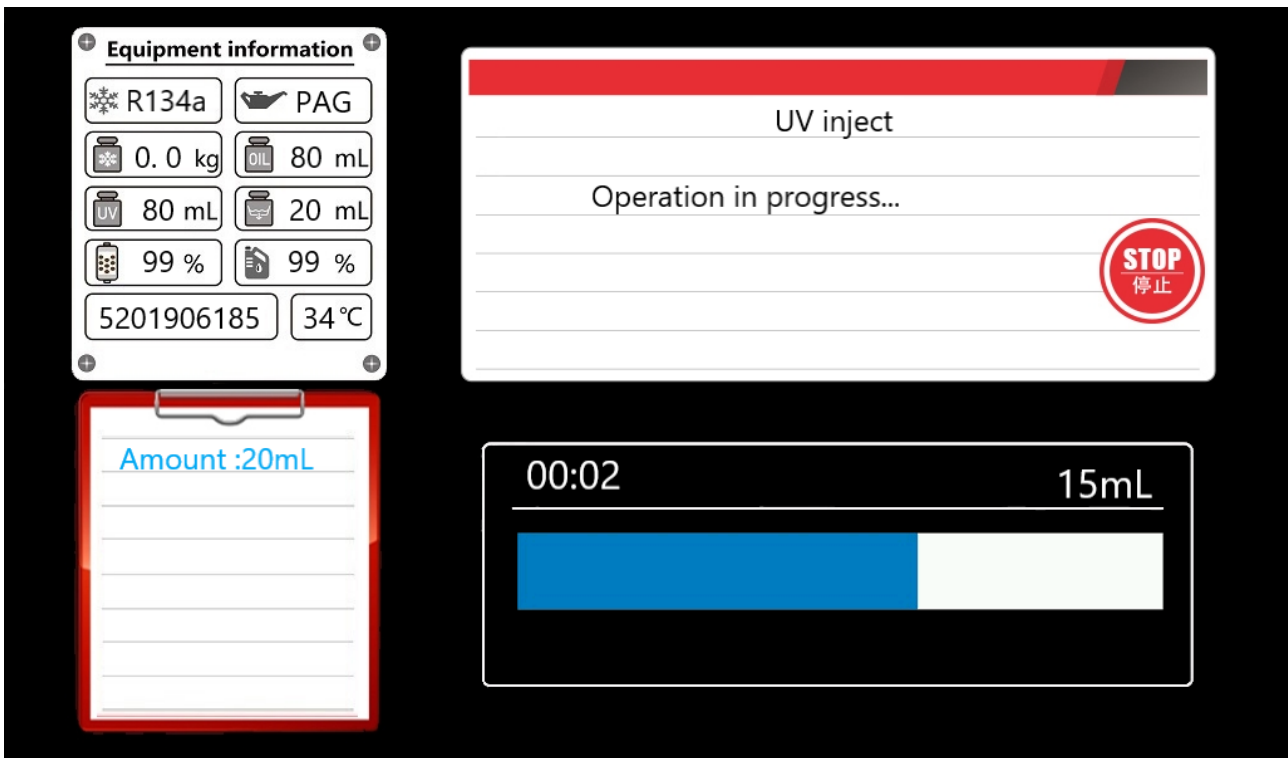 Equipment information
R134a
PAG
0. 0 kg
OIL 80 mL
UV 80 mL
20 mL
99 %
99 %
5201906185
34℃
UV inject
Operation in progress...
STOP
停止
Amount :20mL
00:02
15mL